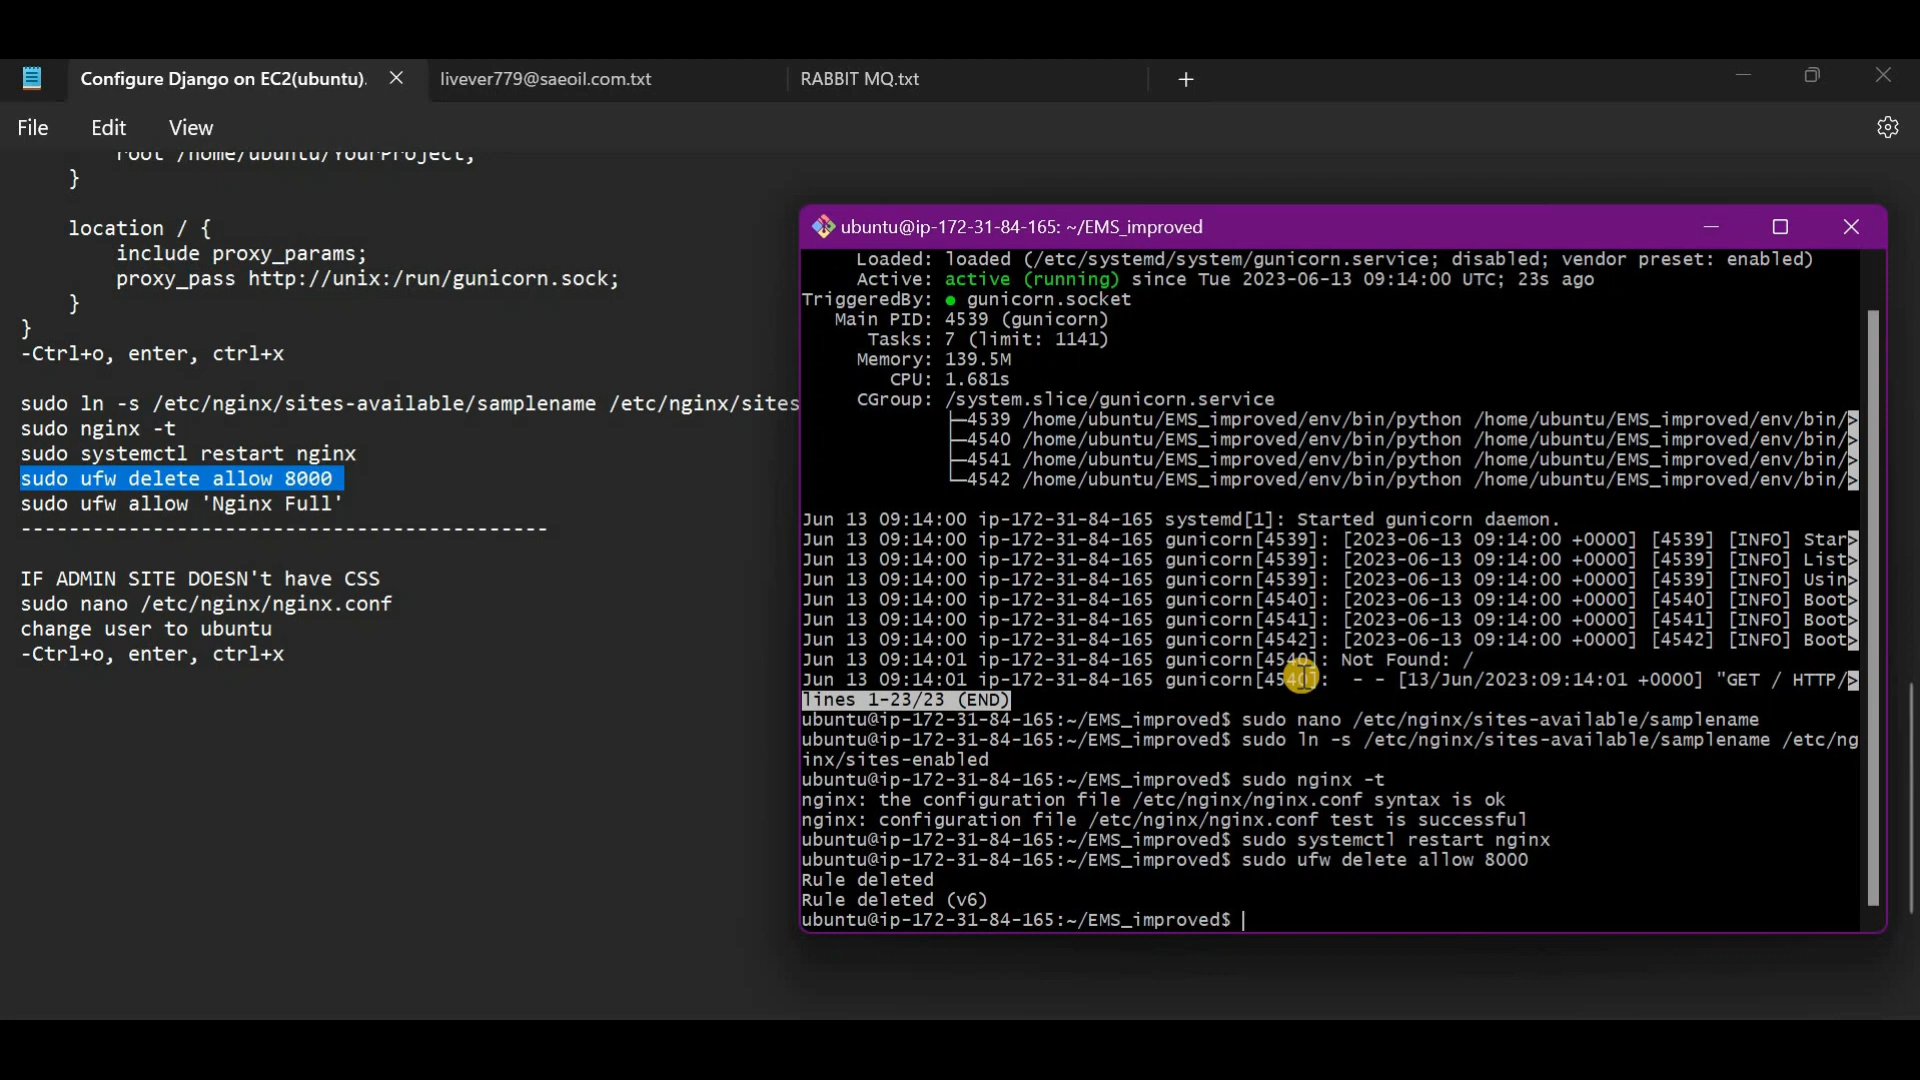 Configure Django on EC2(ubuntu).
livever779@saeoil.com.txt
RABBIT MQ.txt
File Edit View
root /home/ubuntu/YourProject;
}
location / {
include proxy_params;
proxy_pass http://unix:/run/gunicorn.sock;
}
}
-Ctrl+o, enter, ctrl+x
sudo ln -s /etc/nginx/sites-available/samplename /etc/nginx/sites
sudo nginx -t
sudo systemctl restart nginx
sudo ufw delete allow 8000
sudo ufw allow 'Nginx Full'
--------------------------------------------
IF ADMIN SITE DOESN't have CSS
sudo nano /etc/nginx/nginx.conf
change user to ubuntu
-Ctrl+o, enter, ctrl+x
ubuntu@ip-172-31-84-165: ~/EMS_improved
Loaded: loaded (/etc/systemd/system/gunicorn.service; disabled; vendor preset: enabled)
Active: active (running) since Tue 2023-06-13 09:14:00 UTC; 23s ago
TriggeredBy: ● gunicorn.socket
Main PID: 4539 (gunicorn)
Tasks: 7 (limit: 1141)
Memory: 139.5M
CPU: 1.681s
CGroup: /system.slice/gunicorn.service
├─4539 /home/ubuntu/EMS_improved/env/bin/python /home/ubuntu/EMS_improved/env/bin/>
├─4540 /home/ubuntu/EMS_improved/env/bin/python /home/ubuntu/EMS_improved/env/bin/>
├─4541 /home/ubuntu/EMS_improved/env/bin/python /home/ubuntu/EMS_improved/env/bin/>
└─4542 /home/ubuntu/EMS_improved/env/bin/python /home/ubuntu/EMS_improved/env/bin/>
Jun 13 09:14:00 ip-172-31-84-165 systemd[1]: Started gunicorn daemon.
Jun 13 09:14:00 ip-172-31-84-165 gunicorn[4539]: [2023-06-13 09:14:00 +0000] [4539] [INFO] Star>
Jun 13 09:14:00 ip-172-31-84-165 gunicorn[4539]: [2023-06-13 09:14:00 +0000] [4539] [INFO] List>
Jun 13 09:14:00 ip-172-31-84-165 gunicorn[4539]: [2023-06-13 09:14:00 +0000] [4539] [INFO] Usin>
Jun 13 09:14:00 ip-172-31-84-165 gunicorn[4540]: [2023-06-13 09:14:00 +0000] [4540] [INFO] Boot>
Jun 13 09:14:00 ip-172-31-84-165 gunicorn[4541]: [2023-06-13 09:14:00 +0000] [4541] [INFO] Boot>
Jun 13 09:14:00 ip-172-31-84-165 gunicorn[4542]: [2023-06-13 09:14:00 +0000] [4542] [INFO] Boot>
Jun 13 09:14:01 ip-172-31-84-165 gunicorn[4540]: Not Found: /
Jun 13 09:14:01 ip-172-31-84-165 gunicorn[4540]:  - - [13/Jun/2023:09:14:01 +0000] "GET / HTTP/>
lines 1-23/23 (END)
ubuntu@ip-172-31-84-165:~/EMS_improved$ sudo nano /etc/nginx/sites-available/samplename
ubuntu@ip-172-31-84-165:~/EMS_improved$ sudo ln -s /etc/nginx/sites-available/samplename /etc/ng
inx/sites-enabled
ubuntu@ip-172-31-84-165:~/EMS_improved$ sudo nginx -t
nginx: the configuration file /etc/nginx/nginx.conf syntax is ok
nginx: configuration file /etc/nginx/nginx.conf test is successful
ubuntu@ip-172-31-84-165:~/EMS_improved$ sudo systemctl restart nginx
ubuntu@ip-172-31-84-165:~/EMS_improved$ sudo ufw delete allow 8000
Rule deleted
Rule deleted (v6)
ubuntu@ip-172-31-84-165:~/EMS_improved$